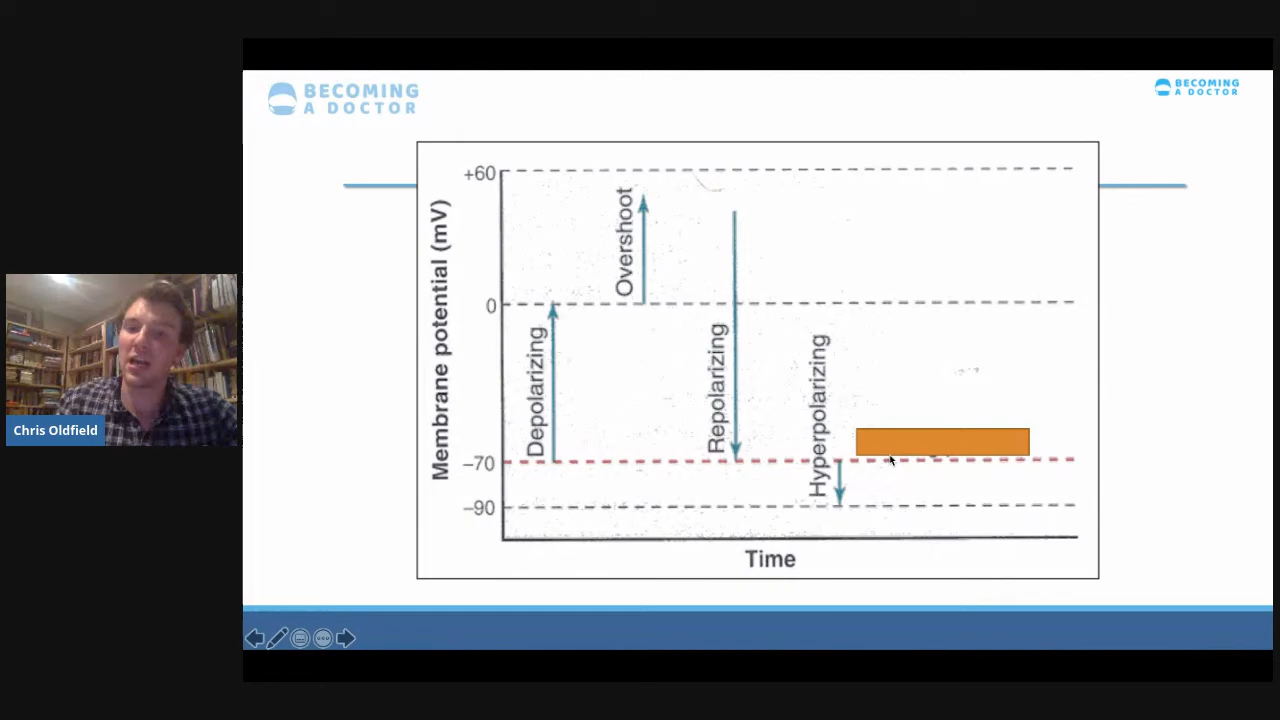 BECOMING
A DOCTOR
BECOMING
A DOCTOR
Membrane potential (mV)
+60
0
−70
−90
Depolarizing
Overshoot
Repolarizing
Hyperpolarizing
Time
Chris Oldfield